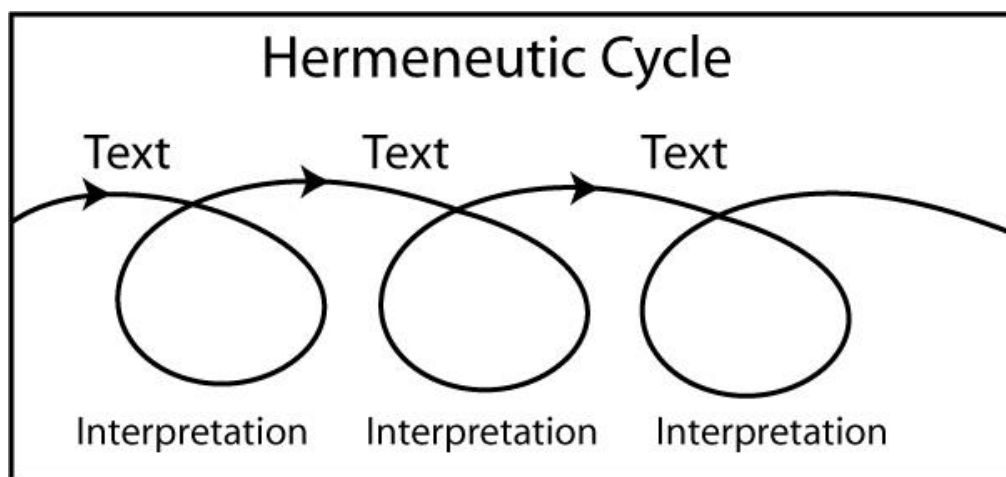 Hermeneutic Cycle
Text Text Text
Interpretation Interpretation Interpretation